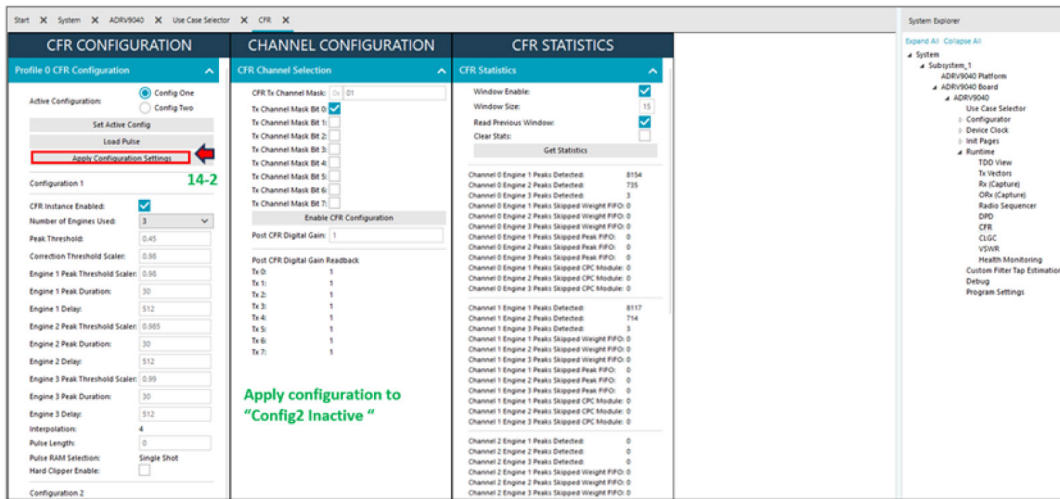 Start X System X ADRV9040 X Use Case Selector X CFR X
CFR CONFIGURATION
Profile 0 CFR Configuration
Active Configuration:
Config One
Config Two
Set Active Config
Load Pulse
Apply Configuration Settings
14-2
Configuration 1
CFR Instance Enabled:
Number of Engines Used: 3
Peak Threshold: 0.45
Correction Threshold Scaler: 0.98
Engine 1 Peak Threshold Scaler: 0.98
Engine 1 Peak Duration: 30
Engine 1 Delay: 512
Engine 2 Peak Threshold Scaler: 0.985
Engine 2 Peak Duration: 30
Engine 2 Delay: 512
Engine 3 Peak Threshold Scaler: 0.99
Engine 3 Peak Duration: 30
Engine 3 Delay: 512
Interpolation: 4
Pulse Length: 0
Pulse RAM Selection: Single Shot
Hard Clipper Enable:
Configuration 2
CHANNEL CONFIGURATION
CFR Channel Selection
CFR Tx Channel Mask: 0x 01
Tx Channel Mask Bit 0:
Tx Channel Mask Bit 1:
Tx Channel Mask Bit 2:
Tx Channel Mask Bit 3:
Tx Channel Mask Bit 4:
Tx Channel Mask Bit 5:
Tx Channel Mask Bit 6:
Tx Channel Mask Bit 7:
Enable CFR Configuration
Post CFR Digital Gain: 1
Post CFR Digital Gain Readback
Tx 0: 1
Tx 1: 1
Tx 2: 1
Tx 3: 1
Tx 4: 1
Tx 5: 1
Tx 6: 1
Tx 7: 1
Apply configuration to
“Config2 Inactive “
CFR STATISTICS
CFR Statistics
Window Enable:
Window Size: 15
Read Previous Window:
Clear Stats:
Get Statistics
Channel 0 Engine 1 Peaks Detected: 8154
Channel 0 Engine 2 Peaks Detected: 735
Channel 0 Engine 3 Peaks Detected: 3
Channel 0 Engine 1 Peaks Skipped Weight FIFO: 0
Channel 0 Engine 2 Peaks Skipped Weight FIFO: 0
Channel 0 Engine 3 Peaks Skipped Weight FIFO: 0
Channel 0 Engine 1 Peaks Skipped Peak FIFO: 0
Channel 0 Engine 2 Peaks Skipped Peak FIFO: 0
Channel 0 Engine 3 Peaks Skipped Peak FIFO: 0
Channel 0 Engine 1 Peaks Skipped CPC Module: 0
Channel 0 Engine 2 Peaks Skipped CPC Module: 0
Channel 0 Engine 3 Peaks Skipped CPC Module: 0
Channel 1 Engine 1 Peaks Detected: 8117
Channel 1 Engine 2 Peaks Detected: 714
Channel 1 Engine 3 Peaks Detected: 3
Channel 1 Engine 1 Peaks Skipped Weight FIFO: 0
Channel 1 Engine 2 Peaks Skipped Weight FIFO: 0
Channel 1 Engine 3 Peaks Skipped Weight FIFO: 0
Channel 1 Engine 1 Peaks Skipped Peak FIFO: 0
Channel 1 Engine 2 Peaks Skipped Peak FIFO: 0
Channel 1 Engine 3 Peaks Skipped Peak FIFO: 0
Channel 1 Engine 1 Peaks Skipped CPC Module: 0
Channel 1 Engine 2 Peaks Skipped CPC Module: 0
Channel 1 Engine 3 Peaks Skipped CPC Module: 0
Channel 2 Engine 1 Peaks Detected: 0
Channel 2 Engine 2 Peaks Detected: 0
Channel 2 Engine 3 Peaks Detected: 0
Channel 2 Engine 1 Peaks Skipped Weight FIFO: 0
Channel 2 Engine 2 Peaks Skipped Weight FIFO: 0
Channel 2 Engine 3 Peaks Skipped Weight FIFO: 0
System Explorer
Expand All Collapse All
System
Subsystem_1
ADRV9040 Platform
ADRV9040 Board
ADRV9040
Use Case Selector
Configurator
Device Clock
Init Pages
Runtime
TDD View
Tx Vectors
Rx (Capture)
ORx (Capture)
Radio Sequencer
DPD
CFR
CLGC
VSWR
Health Monitoring
Custom Filter Tap Estimation
Debug
Program Settings